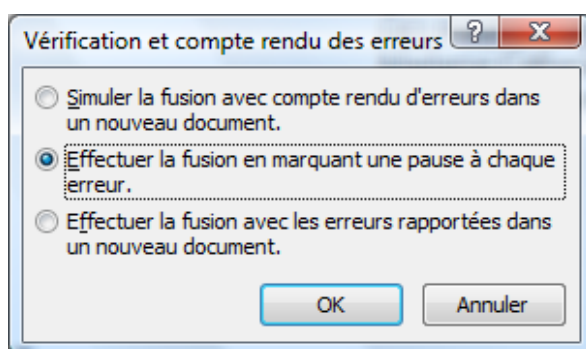 Vérification et compte rendu des erreurs
Simuler la fusion avec compte rendu d'erreurs dans
un nouveau document.
Effectuer la fusion en marquant une pause à chaque
erreur.
Effectuer la fusion avec les erreurs rapportées dans
un nouveau document.
OK Annuler